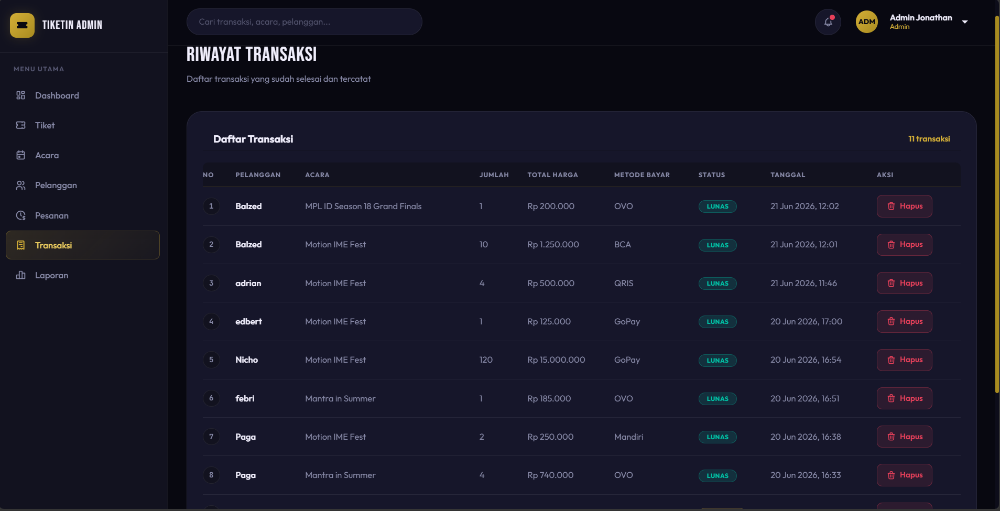 TIKETIN ADMIN
Cari transaksi, acara, pelanggan...
ADM
Admin Jonathan
Admin
MENU UTAMA
Dashboard
Tiket
Acara
Pelanggan
Pesanan
Transaksi
Laporan
RIWAYAT TRANSAKSI
Daftar transaksi yang sudah selesai dan tercatat
Daftar Transaksi
11 transaksi
NO PELANGGAN ACARA JUMLAH TOTAL HARGA METODE BAYAR STATUS TANGGAL AKSI
1 Balzed MPL ID Season 18 Grand Finals 1 Rp 200.000 OVO LUNAS 21 Jun 2026, 12:02 Hapus
2 Balzed Motion IME Fest 10 Rp 1.250.000 BCA LUNAS 21 Jun 2026, 12:01 Hapus
3 adrian Motion IME Fest 4 Rp 500.000 QRIS LUNAS 21 Jun 2026, 11:46 Hapus
4 edbert Motion IME Fest 1 Rp 125.000 GoPay LUNAS 20 Jun 2026, 17:00 Hapus
5 Nicho Motion IME Fest 120 Rp 15.000.000 GoPay LUNAS 20 Jun 2026, 16:54 Hapus
6 febri Mantra in Summer 1 Rp 185.000 OVO LUNAS 20 Jun 2026, 16:51 Hapus
7 Paga Motion IME Fest 2 Rp 250.000 Mandiri LUNAS 20 Jun 2026, 16:38 Hapus
8 Paga Mantra in Summer 4 Rp 740.000 OVO LUNAS 20 Jun 2026, 16:33 Hapus